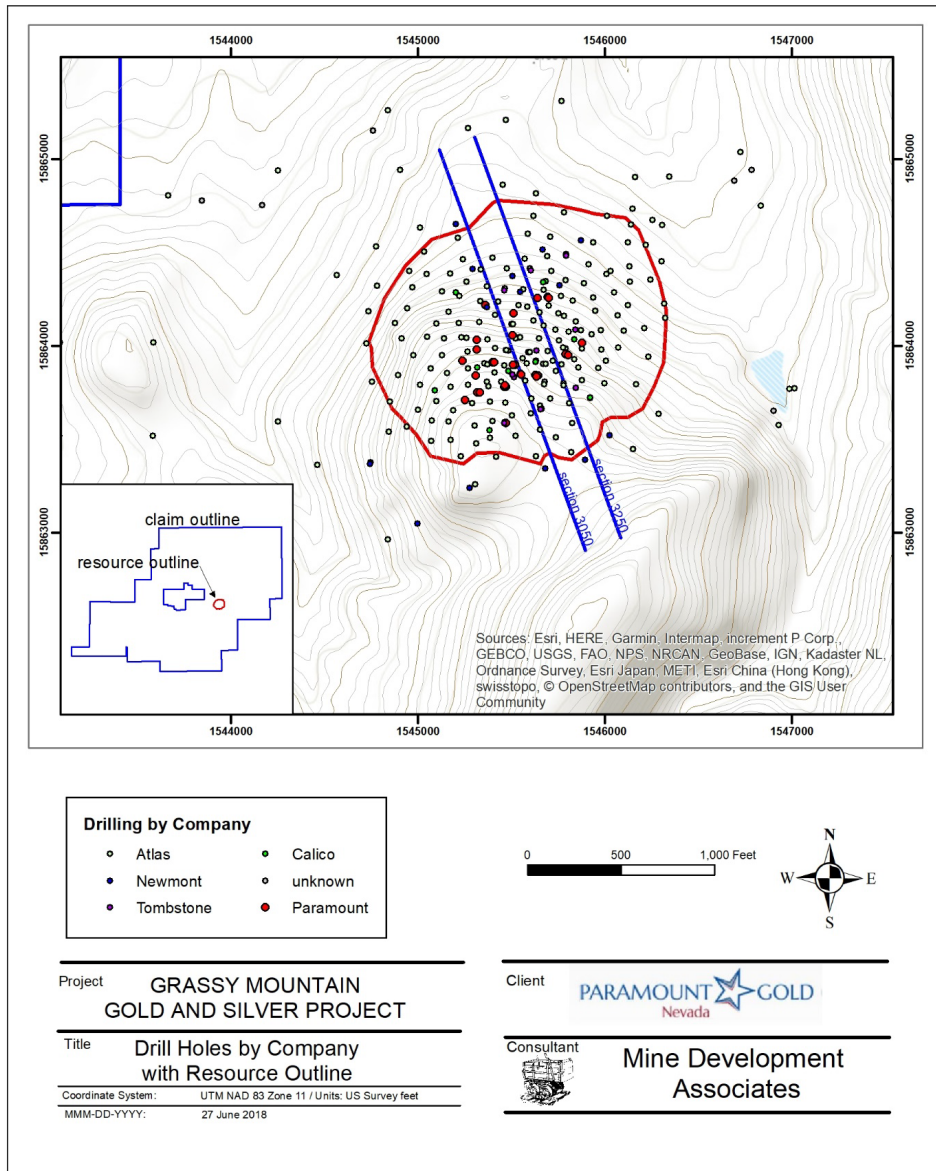 1544000 1545000 1546000 1547000
15865000 15865000
15864000 15864000
15863000 15863000
section 3050
section 3250
claim outline
resource outline
Sources: Esri, HERE, Garmin, Intermap, increment P Corp.,
GEBCO, USGS, FAO, NPS, NRCAN, GeoBase, IGN, Kadaster NL,
Ordnance Survey, Esri Japan, METI, Esri China (Hong Kong),
swisstopo, © OpenStreetMap contributors, and the GIS User
Community
1544000 1545000 1546000 1547000
Drilling by Company
Atlas Calico
Newmont unknown
Tombstone Paramount
0 500 1,000 Feet
N
W E
S
Project GRASSY MOUNTAIN
GOLD AND SILVER PROJECT
Title Drill Holes by Company
with Resource Outline
Coordinate System: UTM NAD 83 Zone 11 / Units: US Survey feet
MMM-DD-YYYY: 27 June 2018
Client
PARAMOUNT GOLD
Nevada
Consultant
Mine Development
Associates